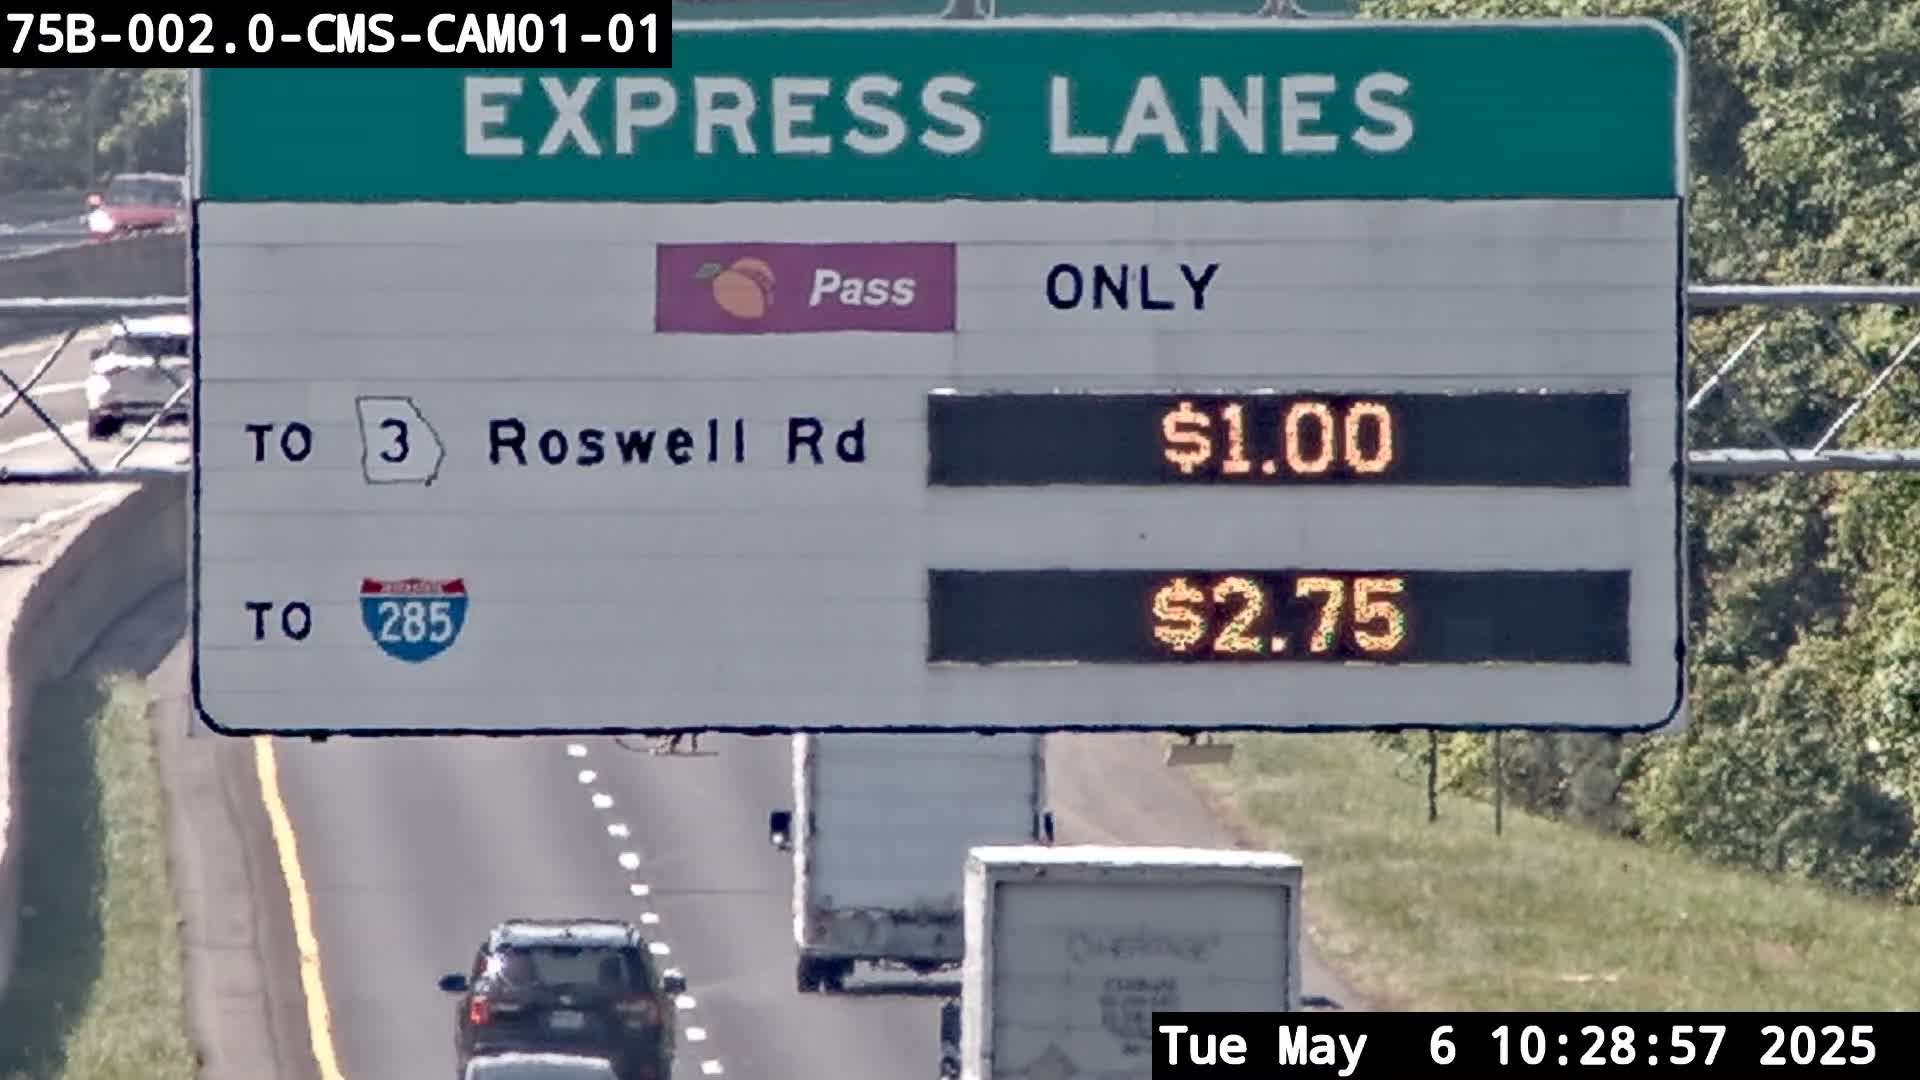 75B-002.0-CMS-CAM01-01
EXPRESS LANES
Pass ONLY
TO 3 Roswell Rd $1.00
TO 285 $2.75
Tue May 6 10:28:57 2025